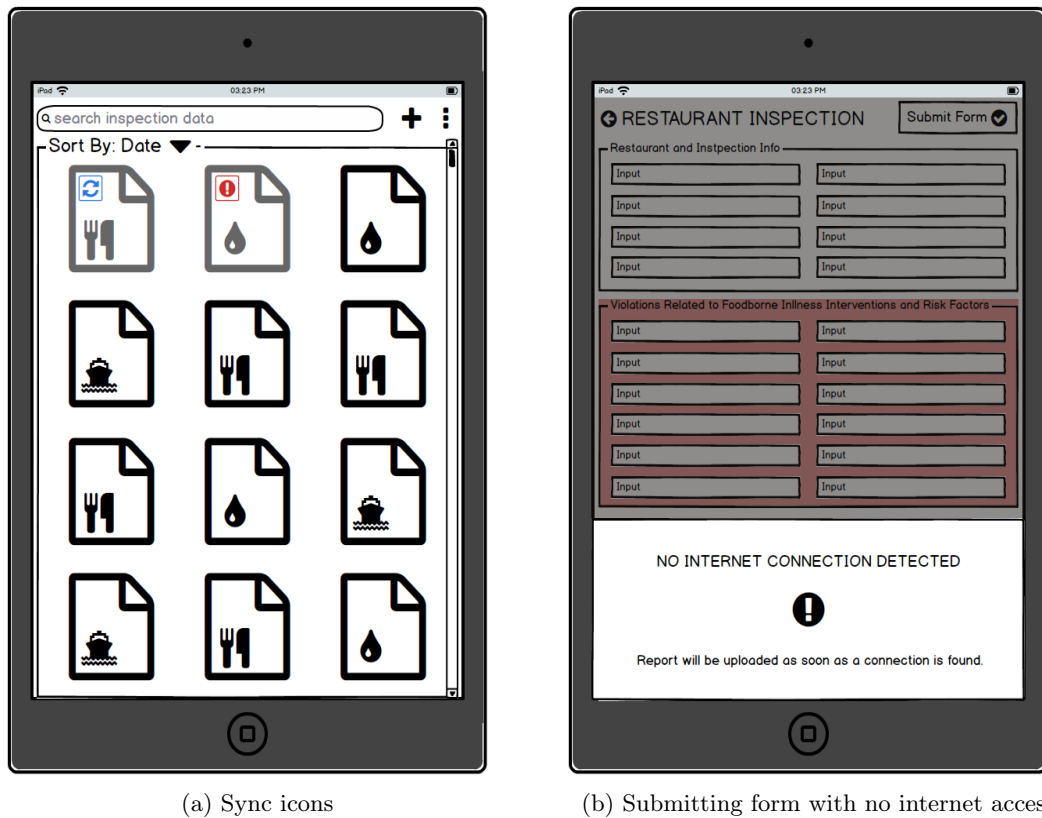 iPad
03:23 PM
search inspection data
Sort By: Date
(a) Sync icons
iPad
03:23 PM
RESTAURANT INSPECTION
Submit Form
Restaurant and Instpection Info
Input Input
Input Input
Input Input
Input Input
Violations Related to Foodborne Inllness Interventions and Risk Factors
Input Input
Input Input
Input Input
Input Input
Input Input
Input Input
NO INTERNET CONNECTION DETECTED
Report will be uploaded as soon as a connection is found.
(b) Submitting form with no internet acces